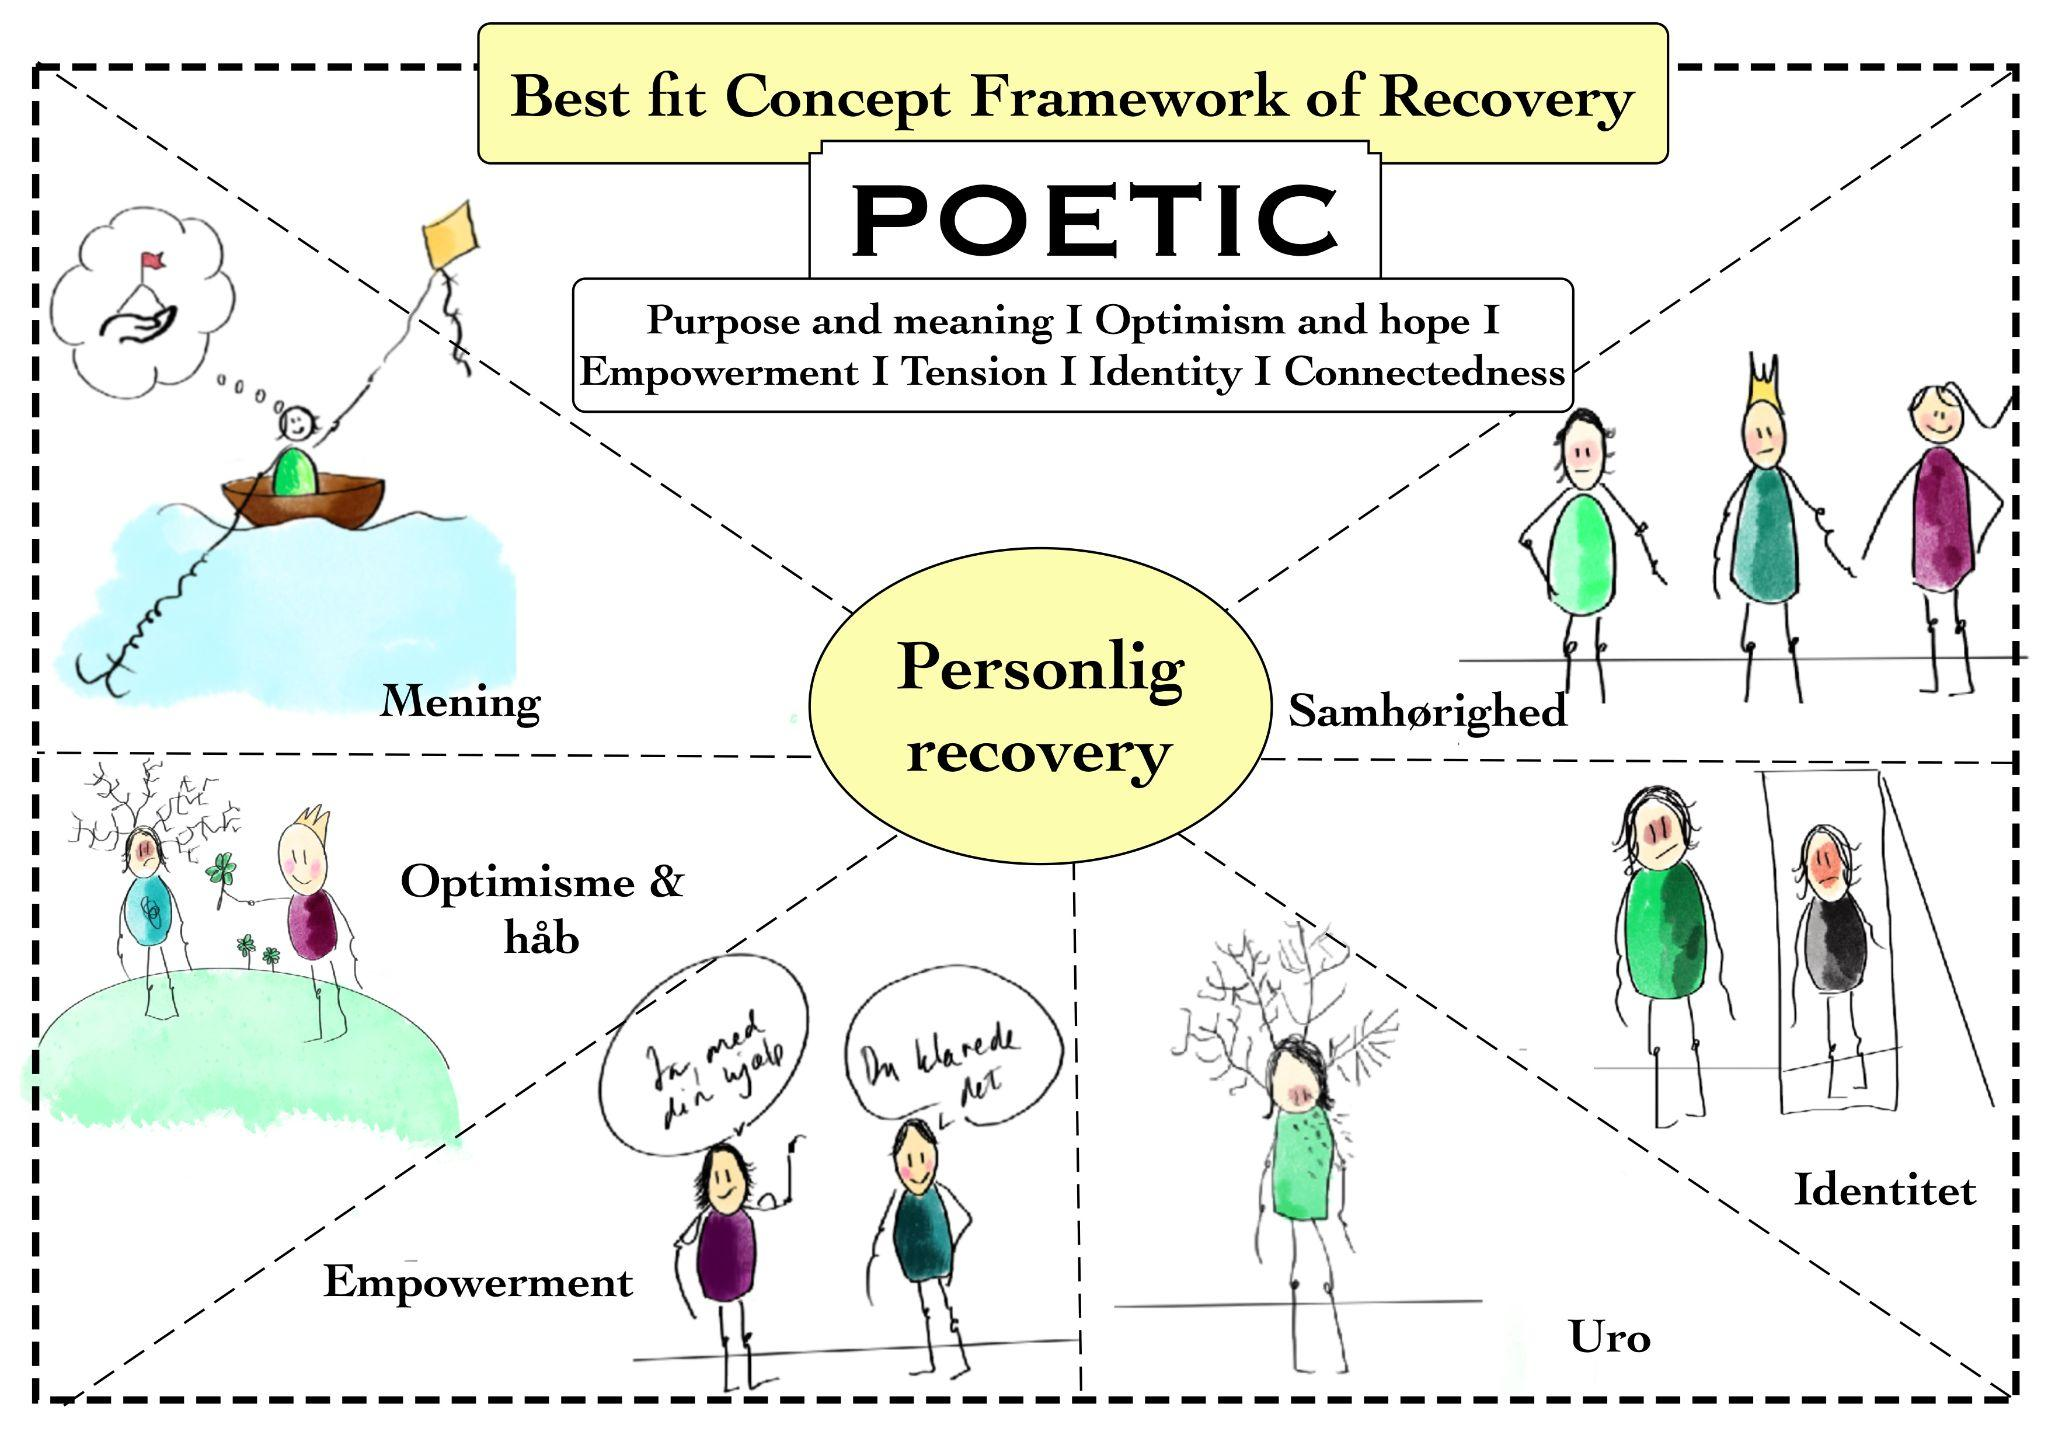 Best fit Concept Framework of Recovery
POETIC
Purpose and meaning I Optimism and hope I
Empowerment I Tension I Identity I Connectedness
Personlig
recovery
Mening
Samhørighed
Optimisme &
håb
Ja, med
din hjælp
Du klarede
det
Empowerment
Identitet
Uro